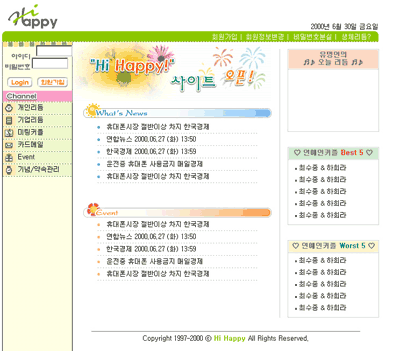 Hi Happy
2000년 6월 30일 금요일
회원가입 | 회원정보변경 | 비밀번호분실 | 생체리듬?
아이디
비밀번호
Login 회원가입
Channel
개인리듬
기업리듬
미팅커플
카드메일
Event
기념/약속관리
"Hi Happy!"
사이트 오픈!
What's News
휴대폰시장 절반이상 차지 한국경제
연합뉴스 2000,06,27 (화) 13:50
한국경제 2000,06,27 (화) 13:59
운전중 휴대폰 사용금지 매일경제
휴대폰시장 절반이상 차지 한국경제
Event
휴대폰시장 절반이상 차지 한국경제
연합뉴스 2000,06,27 (화) 13:50
한국경제 2000,06,27 (화) 13:59
운전중 휴대폰 사용금지 매일경제
휴대폰시장 절반이상 차지 한국경제
유명인의
♬♪ 오늘 리듬 ♬♪
♡ 연예인커플 Best 5 ♡
최수종 & 하희라
최수종 & 하희라
최수종 & 하희라
최수종 & 하희라
최수종 & 하희라
♡ 연예인커플 Worst 5 ♡
최수종 & 하희라
최수종 & 하희라
최수종 & 하희라
최수종 & 하희라
최수종 & 하희라
Copyright 1997-2000 ⓒ Hi Happy All Rights Reserved,